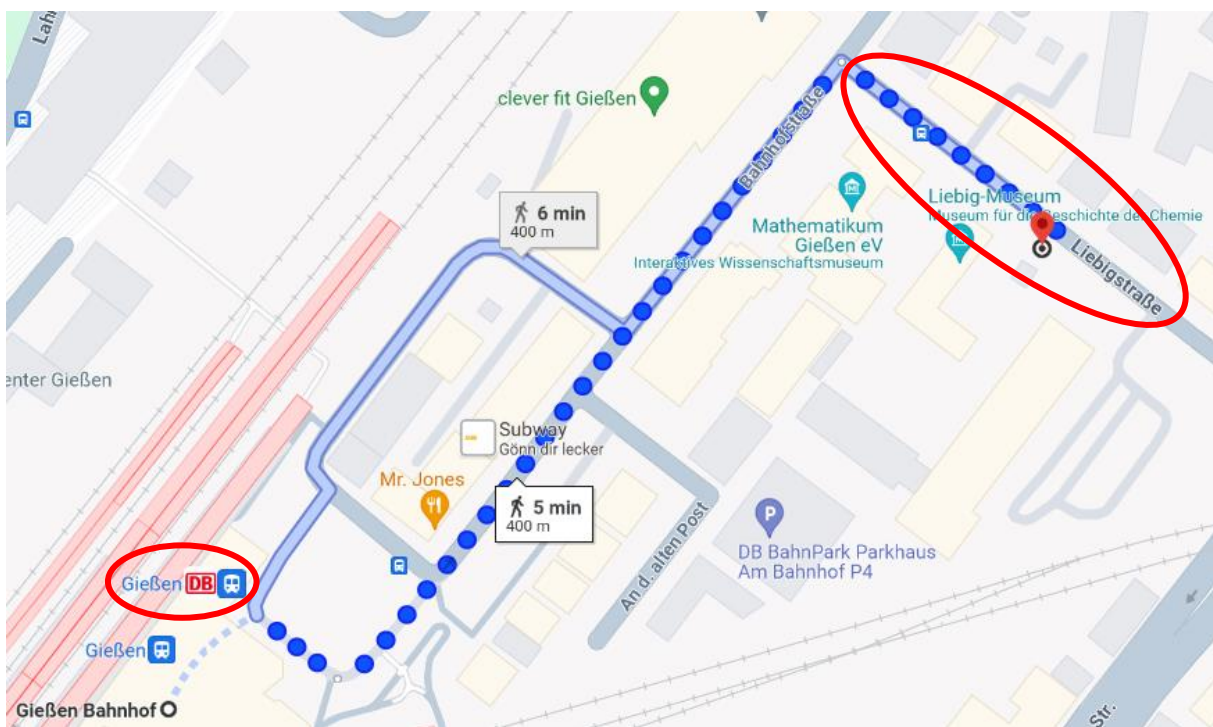 Lahn
clever fit Gießen
Bahnhofstraße
6 min
400 m
Liebig-Museum
Museum für die Geschichte der Chemie
Mathematikum
Gießen eV
Interaktives Wissenschaftsmuseum
Liebigstraße
enter Gießen
Subway
Gönn dir lecker
Mr. Jones
5 min
400 m
An d. alten Post
P
DB BahnPark Parkhaus
Am Bahnhof P4
Gießen DB
Gießen
Gießen Bahnhof
Str.